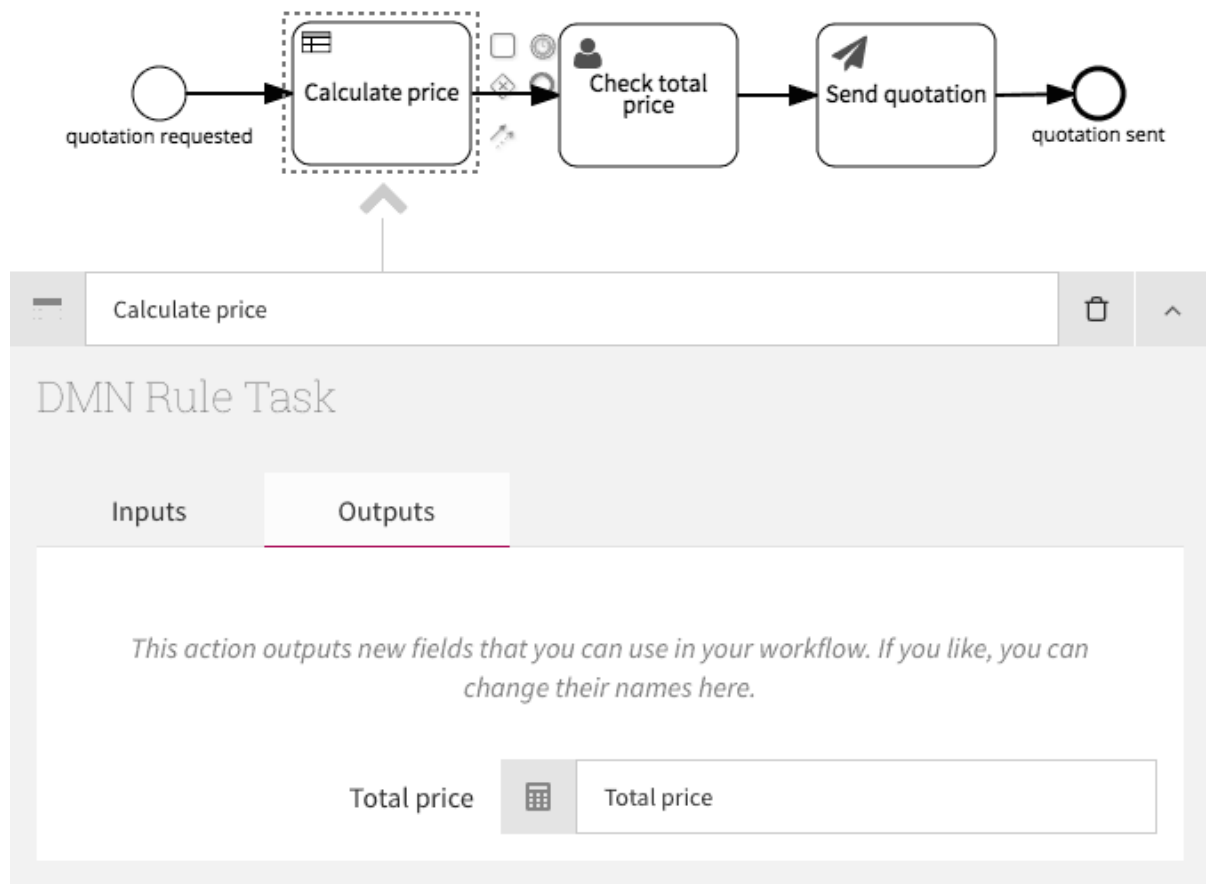 Calculate price
Check total
price
Send quotation
quotation requested
quotation sent
Calculate price
DMN Rule Task
Inputs
Outputs
This action outputs new fields that you can use in your workflow. If you like, you can
change their names here.
Total price
Total price